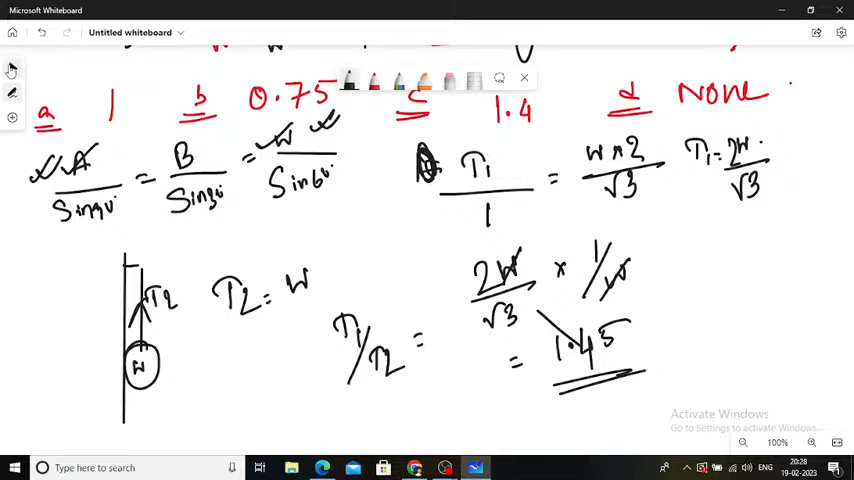 Microsoft Whiteboard
Untitled whiteboard
a 1 b 0.75 c 1.4 d None
A/Sin90° = B/Sin30° = W/Sin60°
T1/1 = W×2/√3 T1 = 2W/√3
T2 T2 = W
W
T1/T2 = 2W/√3 × 1/W
= 1.45
Activate Windows
Go to Settings to activate Windows.
100%
Type here to search
ENG
20:28
19-02-2023